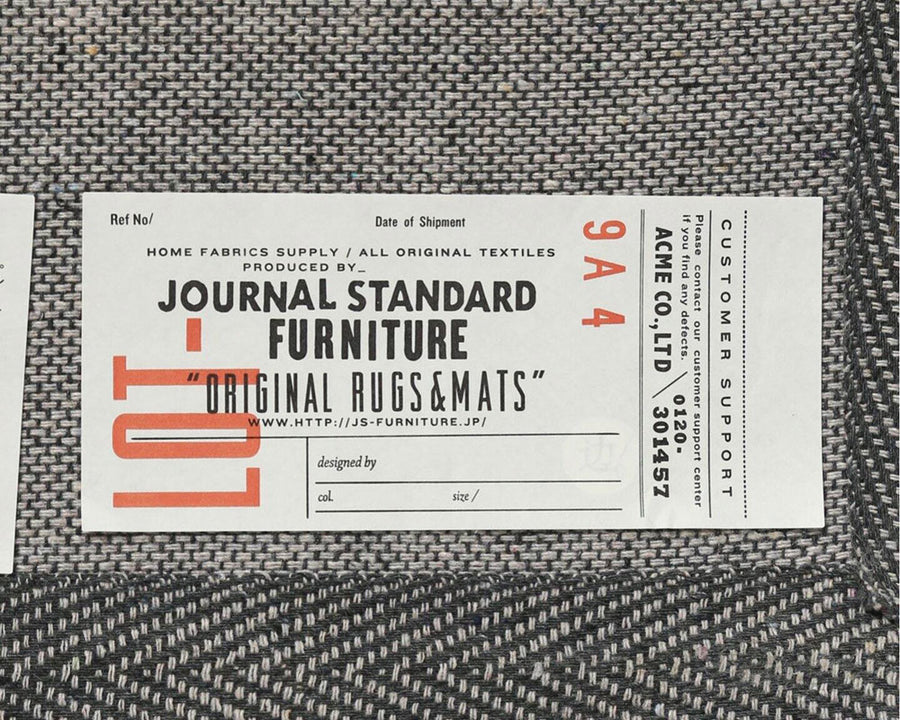 Ref No/
Date of Shipment
HOME FABRICS SUPPLY / ALL ORIGINAL TEXTILES
PRODUCED BY_
JOURNAL STANDARD
FURNITURE
"ORIGINAL RUGS&MATS"
WWW.HTTP://JS-FURNITURE.JP/
LOT-
designed by
col.
size /
9A4
CUSTOMER SUPPORT
Please contact our customer support center
if you find any defects.
ACME CO., LTD / 0120-
301457